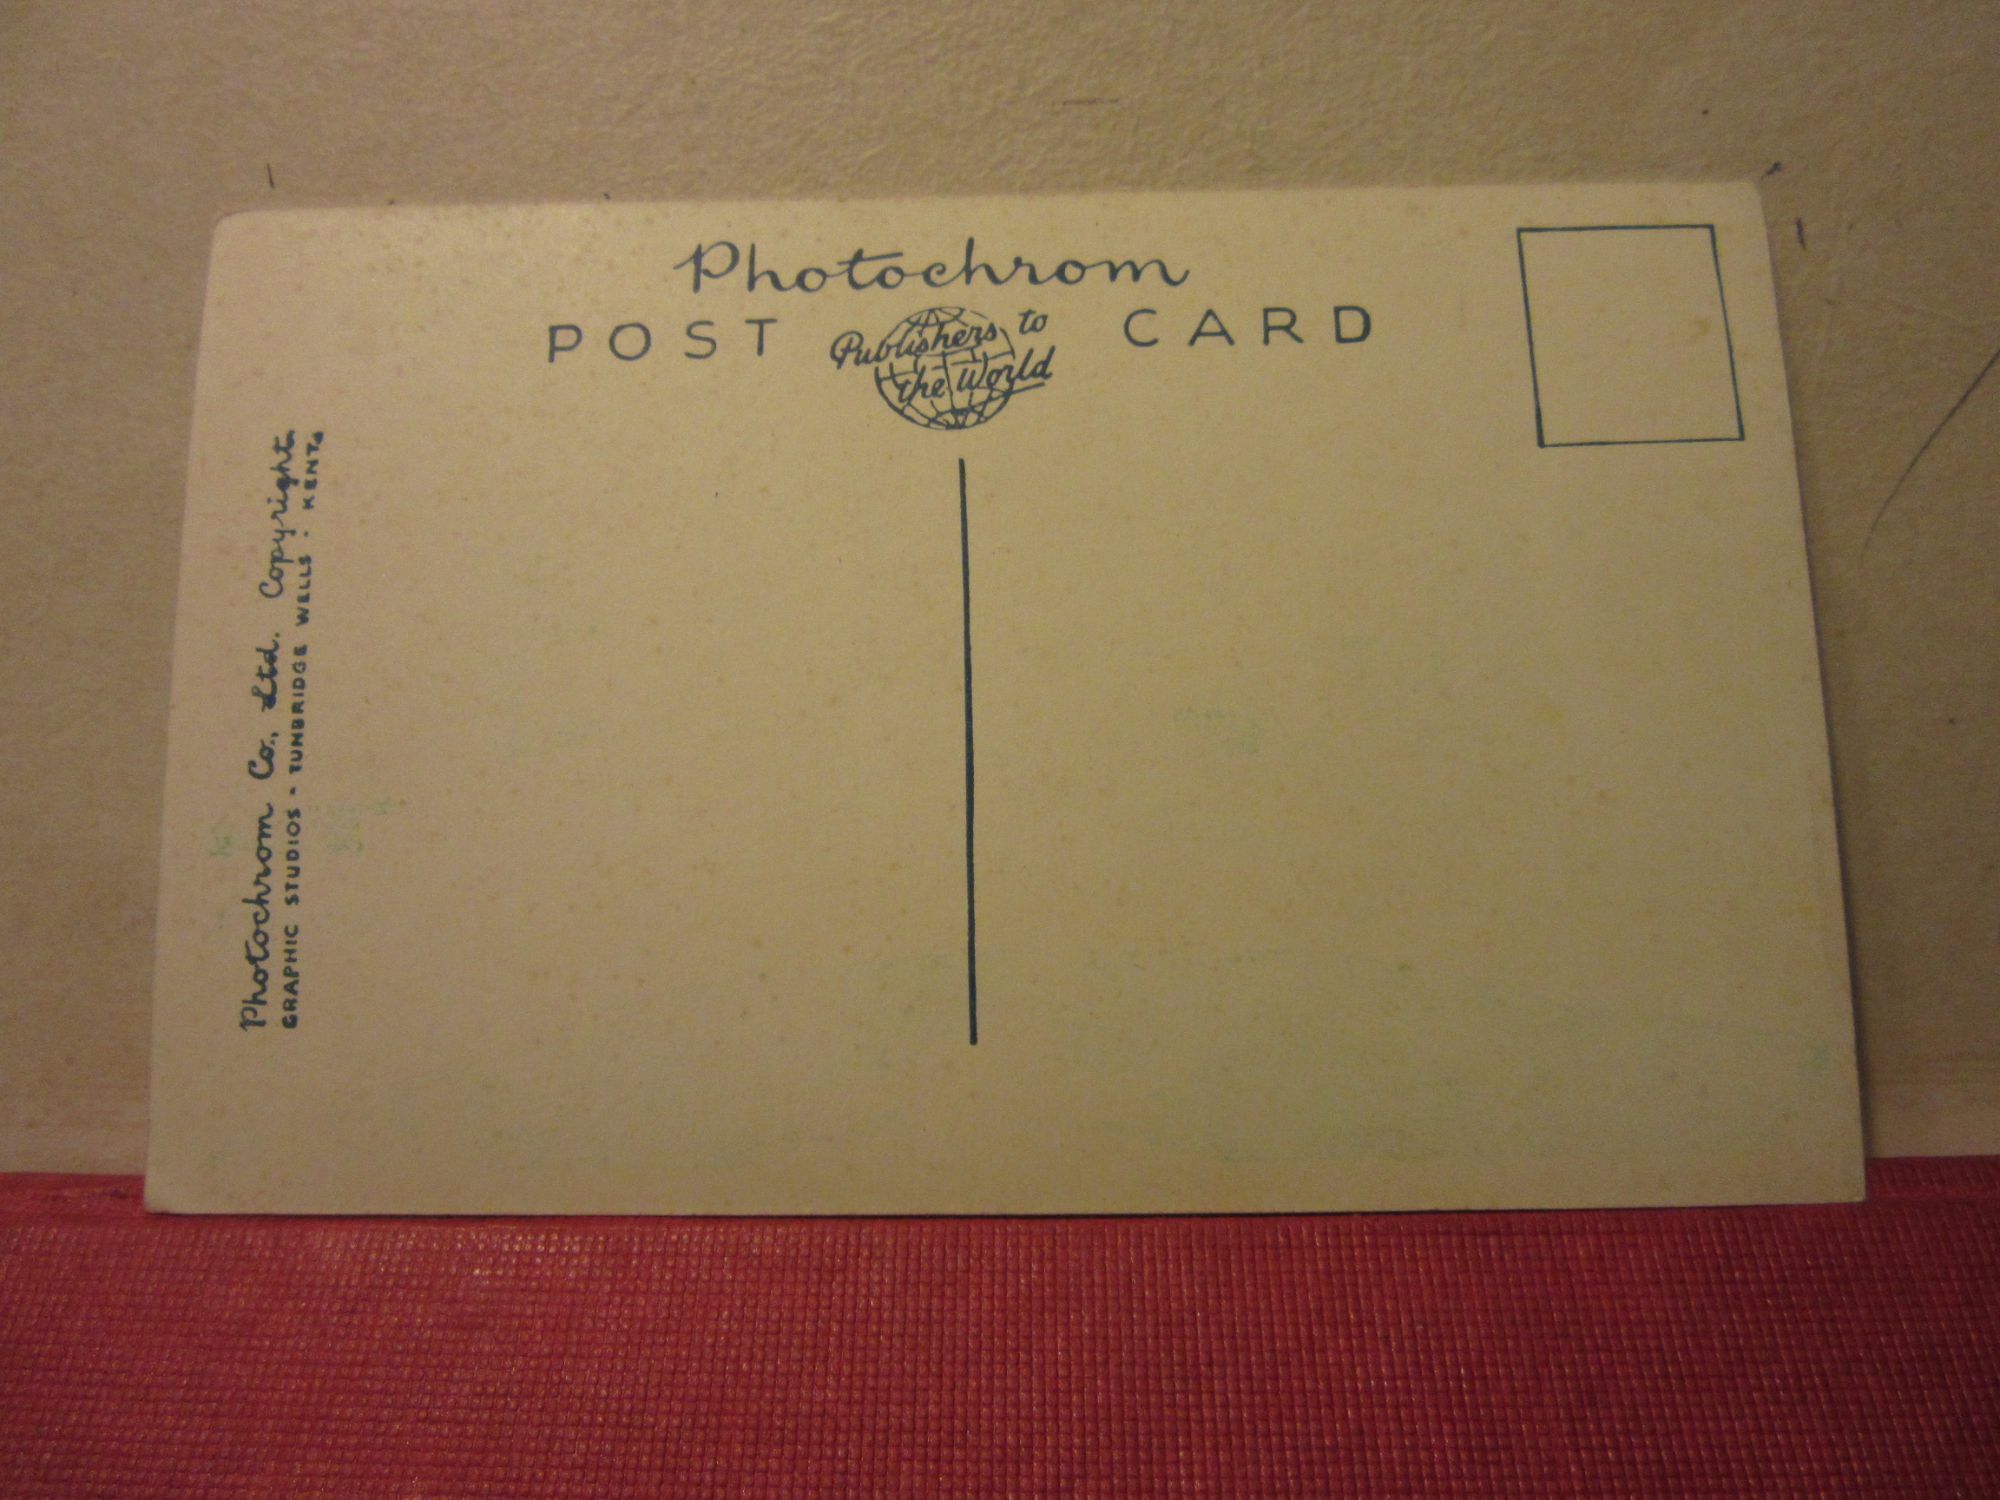 Photochrom
POST CARD
Publishers to
the World
Photochrom Co., Ltd. Copyright.
GRAPHIC STUDIOS - TUNBRIDGE WELLS · KENT.